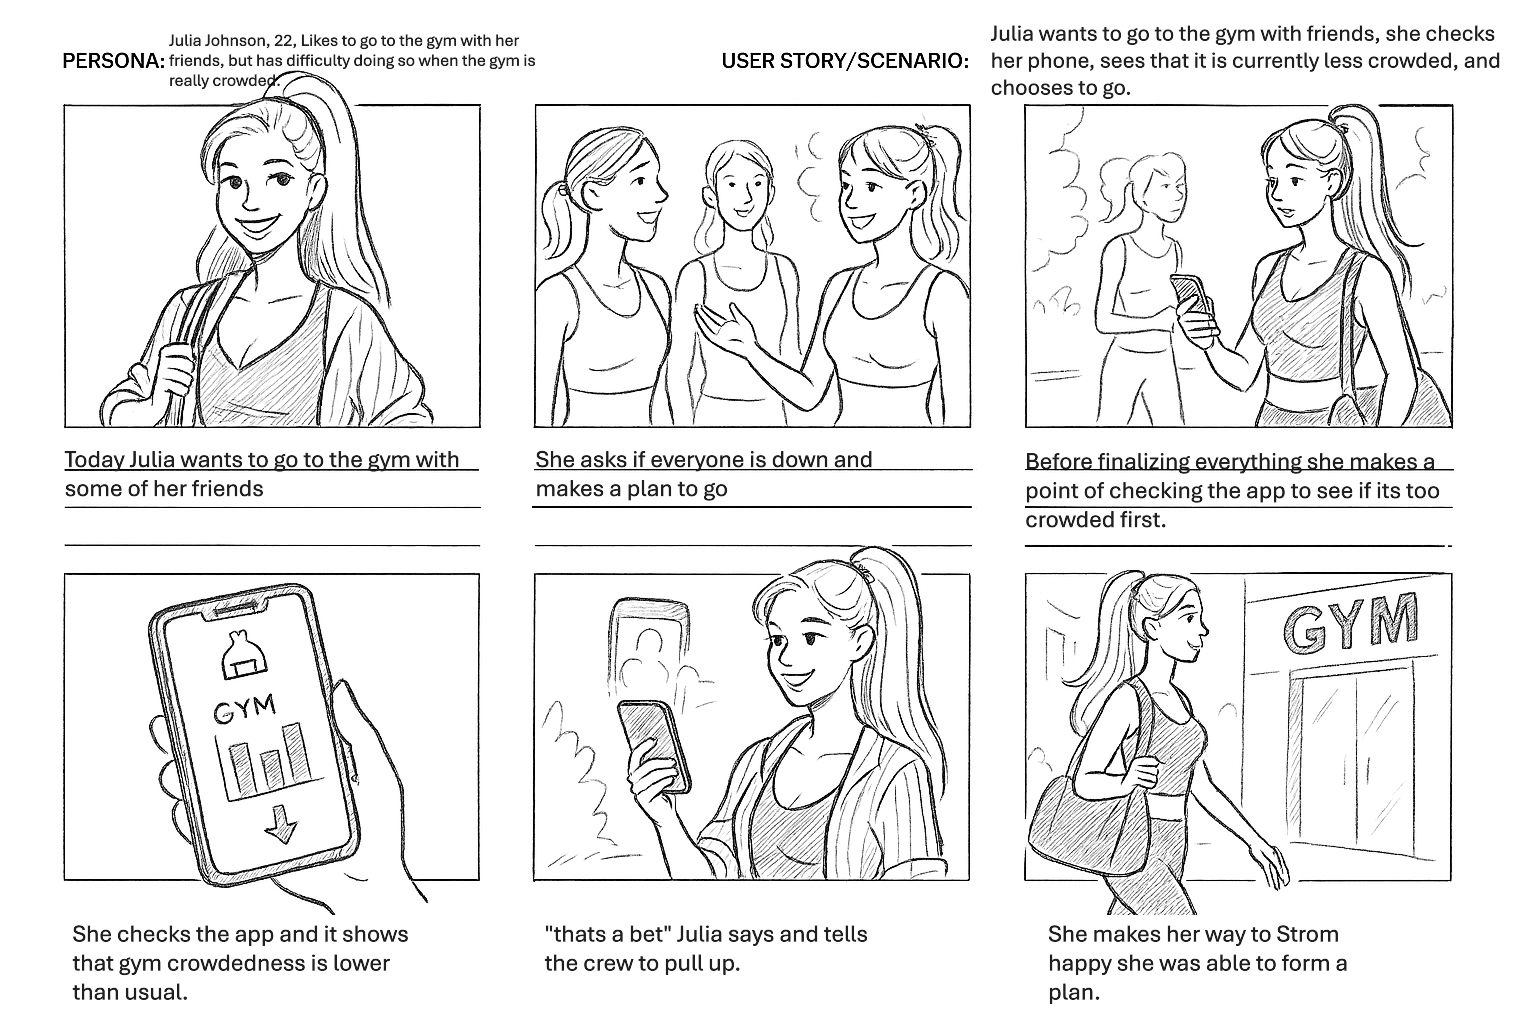 PERSONA:
Julia Johnson, 22, Likes to go to the gym with her
friends, but has difficulty doing so when the gym is
really crowded.
USER STORY/SCENARIO:
Julia wants to go to the gym with friends, she checks
her phone, sees that it is currently less crowded, and
chooses to go.
Today Julia wants to go to the gym with
some of her friends
She asks if everyone is down and
makes a plan to go
Before finalizing everything she makes a
point of checking the app to see if its too
crowded first.
GYM
GYM
She checks the app and it shows
that gym crowdedness is lower
than usual.
"thats a bet" Julia says and tells
the crew to pull up.
She makes her way to Strom
happy she was able to form a
plan.